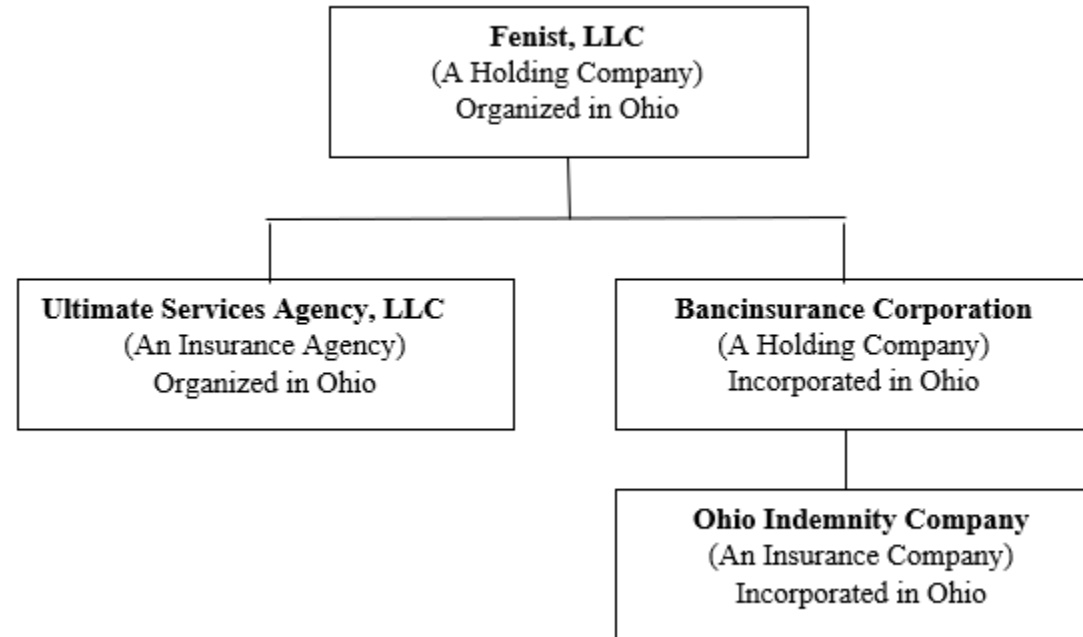 Fenist, LLC
(A Holding Company)
Organized in Ohio
Ultimate Services Agency, LLC
(An Insurance Agency)
Organized in Ohio
Bancinsurance Corporation
(A Holding Company)
Incorporated in Ohio
Ohio Indemnity Company
(An Insurance Company)
Incorporated in Ohio